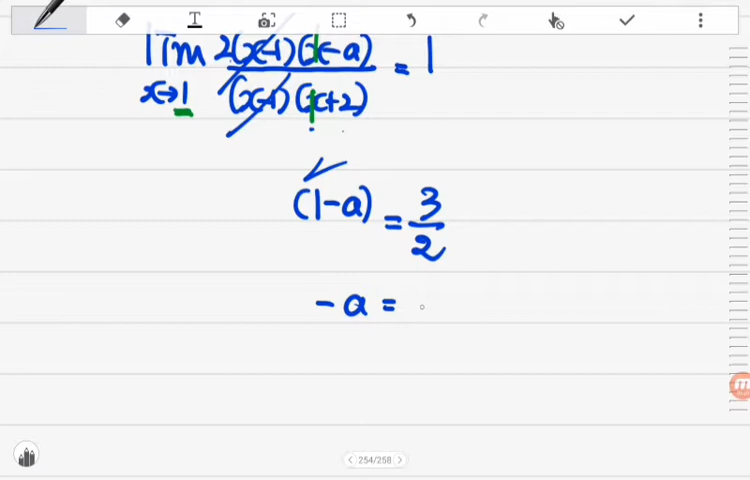 lim 2(x-1)(x-a) / (x-1)(x+2) = 1
x→1
(1-a) = 3/2
-a =
254/258